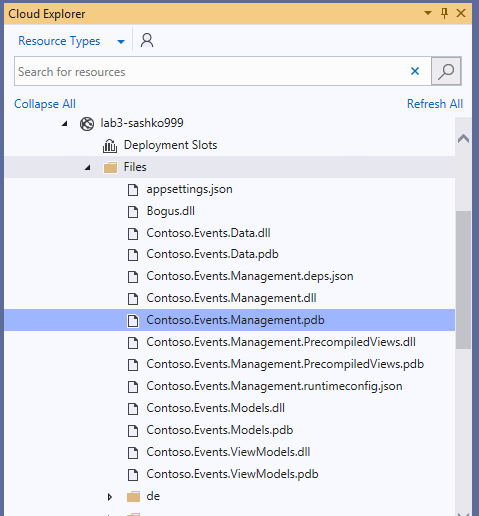 Cloud Explorer
Resource Types
Search for resources
Collapse All Refresh All
lab3-sashko999
Deployment Slots
Files
appsettings.json
Bogus.dll
Contoso.Events.Data.dll
Contoso.Events.Data.pdb
Contoso.Events.Management.deps.json
Contoso.Events.Management.dll
Contoso.Events.Management.pdb
Contoso.Events.Management.PrecompiledViews.dll
Contoso.Events.Management.PrecompiledViews.pdb
Contoso.Events.Management.runtimeconfig.json
Contoso.Events.Models.dll
Contoso.Events.Models.pdb
Contoso.Events.ViewModels.dll
Contoso.Events.ViewModels.pdb
de